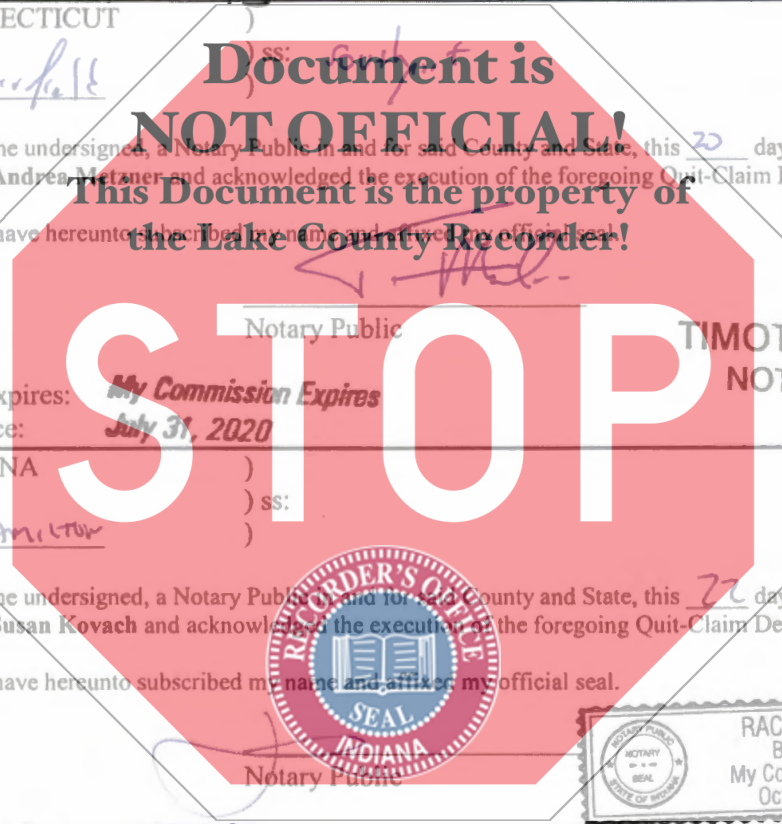 ECTICUT )
Document is
) ss:
)
NOT OFFICIAL!
he undersigned, a Notary Public in and for said County and State, this 20 day
Andrea Metzner and acknowledged the execution of the foregoing Quit-Claim D
This Document is the property of
the Lake County Recorder!
have hereunto subscribed my name and affixed my official seal.
STOP
Notary Public
TIMOT
NOT
xpires: My Commission Expires
ce: July 31, 2020
NA )
) ss:
AMILTON )
he undersigned, a Notary Public in and for said County and State, this 22 day
Susan Kovach and acknowledged the execution of the foregoing Quit-Claim De
have hereunto subscribed my name and affixed my official seal.
RECORDER'S OFFICE
SEAL
INDIANA
Notary Public
NOTARY PUBLIC
NOTARY
SEAL
STATE OF INDIANA
RAC
B
My Co
Oc